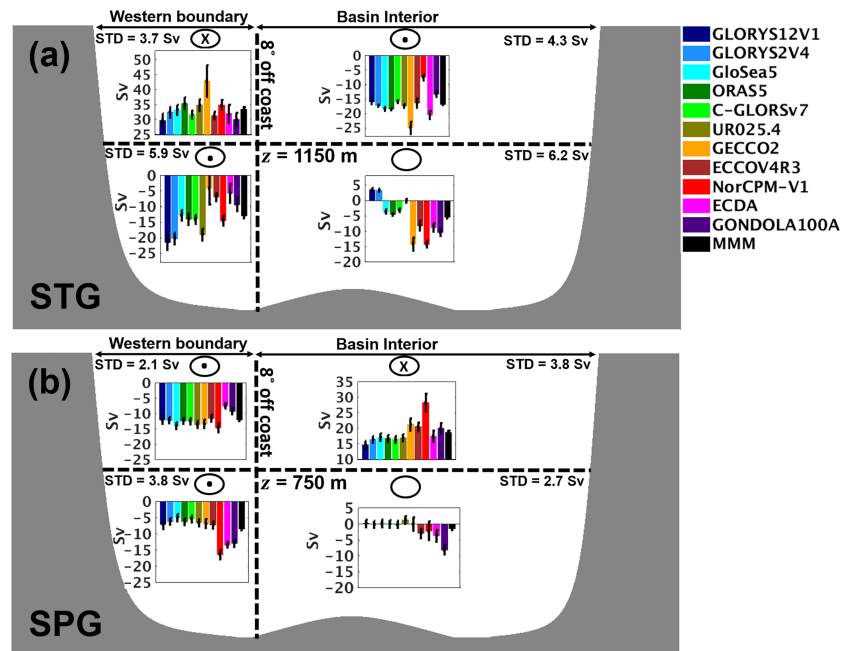 Western boundary
Basin Interior
(a)
STD = 3.7 Sv
X
8° off coast
STD = 4.3 Sv
50
45
40
35
30
25
Sv
0
−5
−10
−15
−20
−25
−30
Sv
STD = 5.9 Sv
z = 1150 m
STD = 6.2 Sv
0
−5
−10
−15
−20
−25
Sv
5
0
−5
−10
−15
−20
Sv
STG
GLORYS12V1
GLORYS2V4
GloSea5
ORAS5
C-GLORSv7
UR025.4
GECCO2
ECCOV4R3
NorCPM-V1
ECDA
GONDOLA100A
MMM
Western boundary
Basin Interior
(b)
STD = 2.1 Sv
8° off coast
X
STD = 3.8 Sv
0
−5
−10
−15
−20
−25
Sv
35
30
25
20
15
10
Sv
STD = 3.8 Sv
z = 750 m
STD = 2.7 Sv
0
−5
−10
−15
−20
−25
Sv
5
0
−5
−10
−15
−20
Sv
SPG